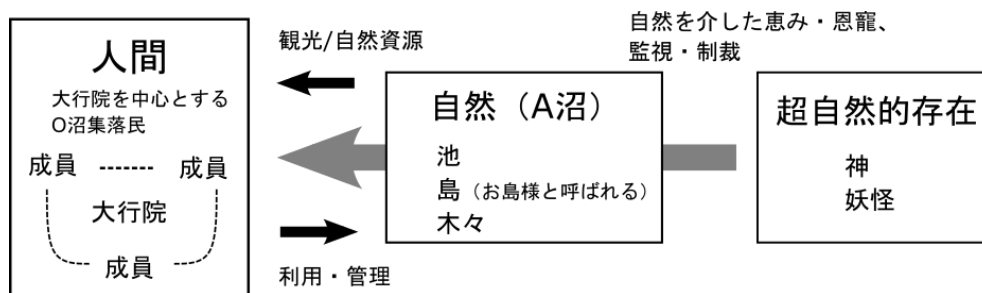 人間
大行院を中心とする
O沼集落民
成員 ------- 成員
大行院
成員
観光/自然資源
利用・管理
自然（A沼）
池
島（お島様と呼ばれる）
木々
自然を介した恵み・恩寵、
監視・制裁
超自然的存在
神
妖怪